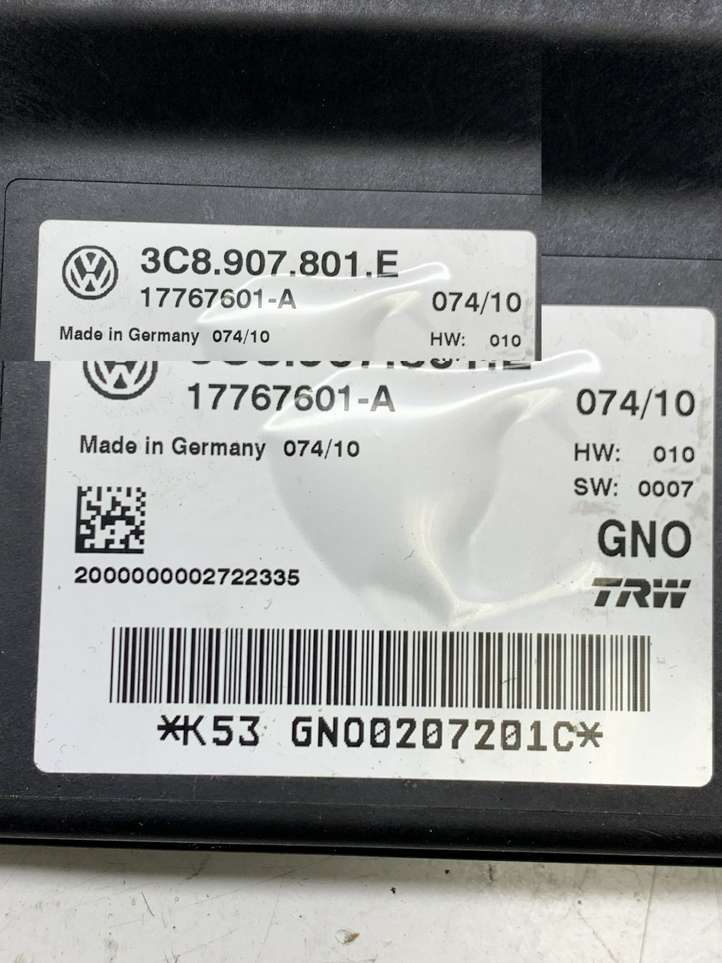 3C8.907.801.E
17767601-A 074/10
Made in Germany 074/10 HW: 010
17767601-A 074/10
Made in Germany 074/10 HW: 010
SW: 0007
GNO
2000000002722335
TRW
*K53 GNO0207201C*